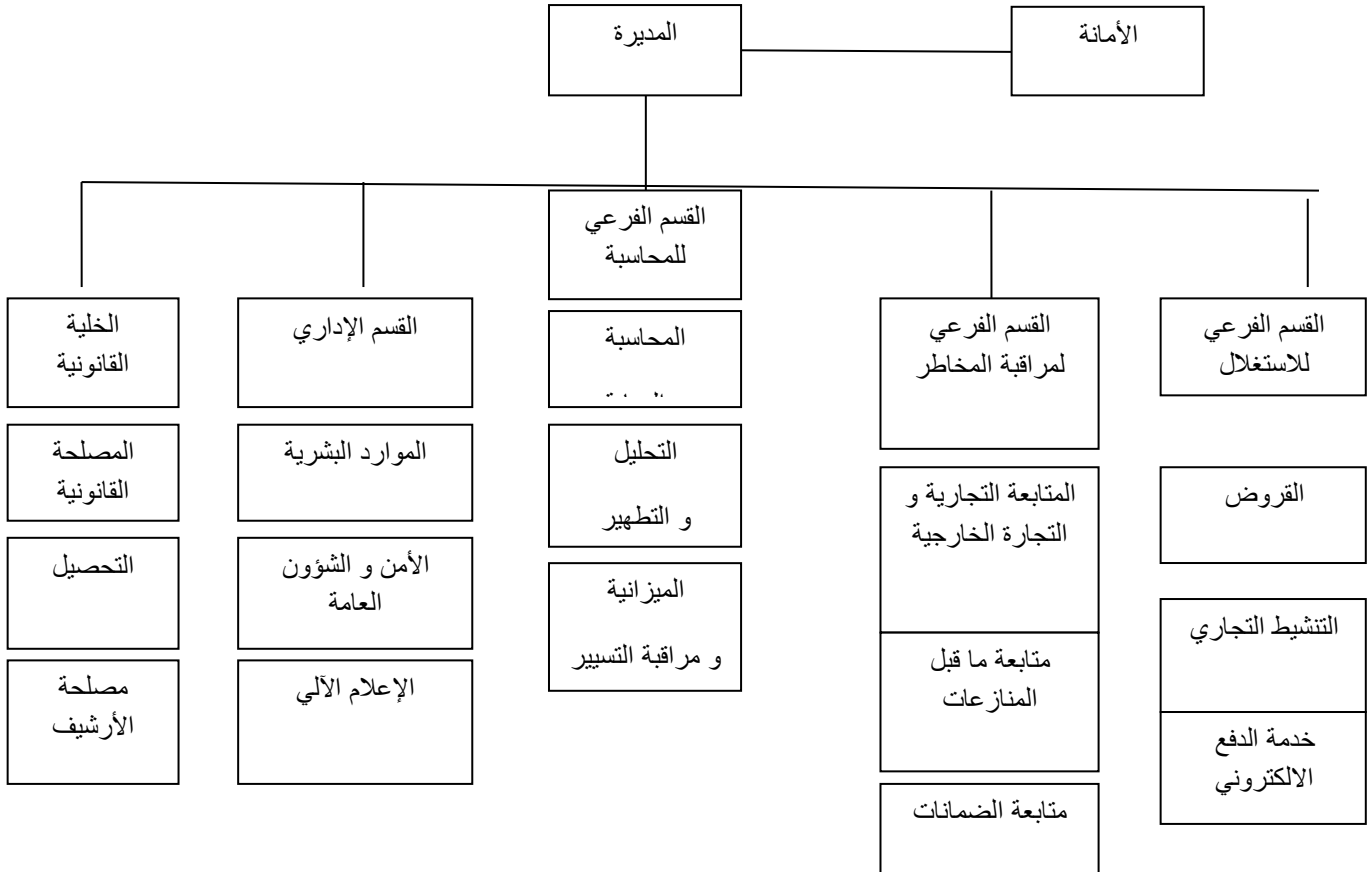 الأمانة
المديرة
القسم الفرعي
للمحاسبة
القسم الفرعي
للاستغلال
القسم الفرعي
لمراقبة المخاطر
القسم الإداري
الخلية
القانونية
المحاسبة
القروض
المتابعة التجارية و
التجارة الخارجية
التحليل
و التطهير
الموارد البشرية
المصلحة
القانونية
التنشيط التجاري
متابعة ما قبل
المنازعات
الميزانية
و مراقبة التسيير
الأمن و الشؤون
العامة
التحصيل
خدمة الدفع
الالكتروني
متابعة الضمانات
الإعلام الآلي
مصلحة
الأرشيف